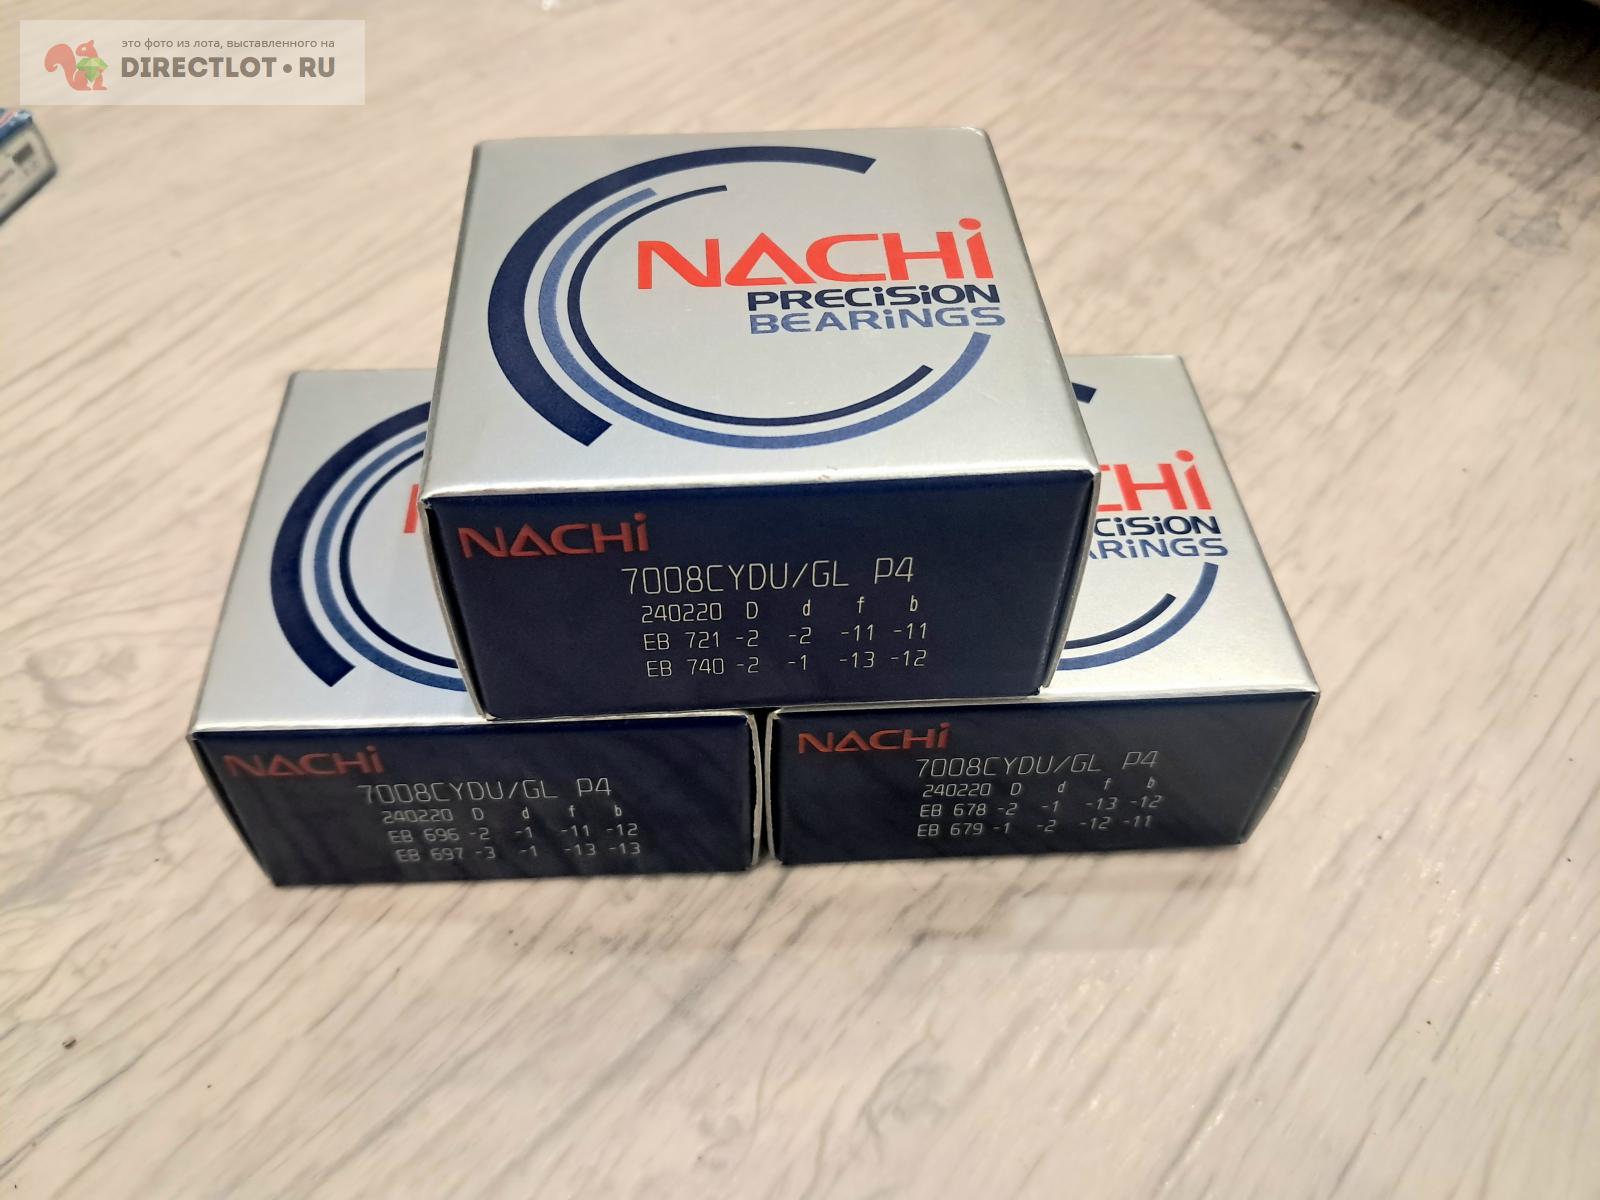 это фото из лота, выставленного на
DIRECTLOT•RU
NACHi
PRECiSiON
BEARiNGS
NACHi
7008CYDU/GL P4
240220 D d f b
EB 721 -2 -2 -11 -11
EB 740 -2 -1 -13 -12
NACHi
7008CYDU/GL P4
240220 D d f b
EB 696 -2 -1 -11 -12
EB 697 -3 -1 -13 -13
CHi
CiSiON
ARiNGS
NACHi
7008CYDU/GL P4
240220 D d f b
EB 678 -2 -1 -13 -12
EB 679 -1 -2 -12 -11